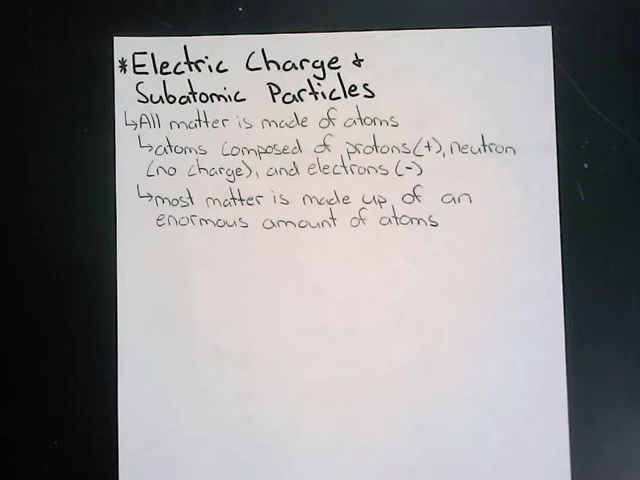 *Electric Charge &
Subatomic Particles
↳All matter is made of atoms
↳atoms composed of protons(+), neutron
(no charge), and electrons (-)
↳most matter is made up of an
enormous amount of atoms